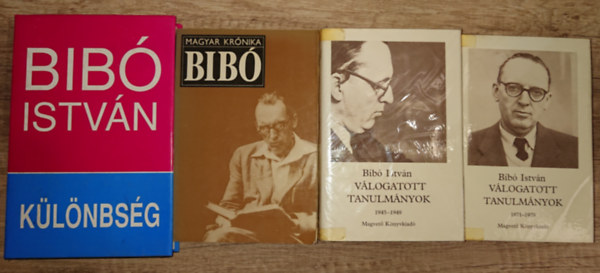 BIBÓ
ISTVÁN
KÜLÖNBSÉG
MAGYAR KRÓNIKA
BIBÓ
Bibó István
VÁLOGATOTT
TANULMÁNYOK
1945–1949
Magvető Könyvkiadó
Bibó István
VÁLOGATOTT
TANULMÁNYOK
1971–1979
Magvető Könyvkiadó